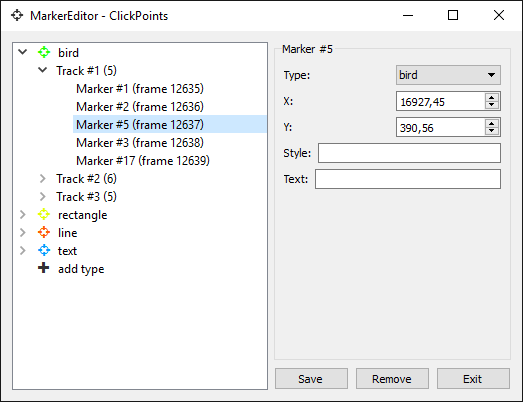 MarkerEditor - ClickPoints
bird
Track #1 (5)
Marker #1 (frame 12635)
Marker #2 (frame 12636)
Marker #5 (frame 12637)
Marker #3 (frame 12638)
Marker #17 (frame 12639)
Track #2 (6)
Track #3 (5)
rectangle
line
text
add type
Marker #5
Type: bird
X: 16927,45
Y: 390,56
Style:
Text:
Save Remove Exit